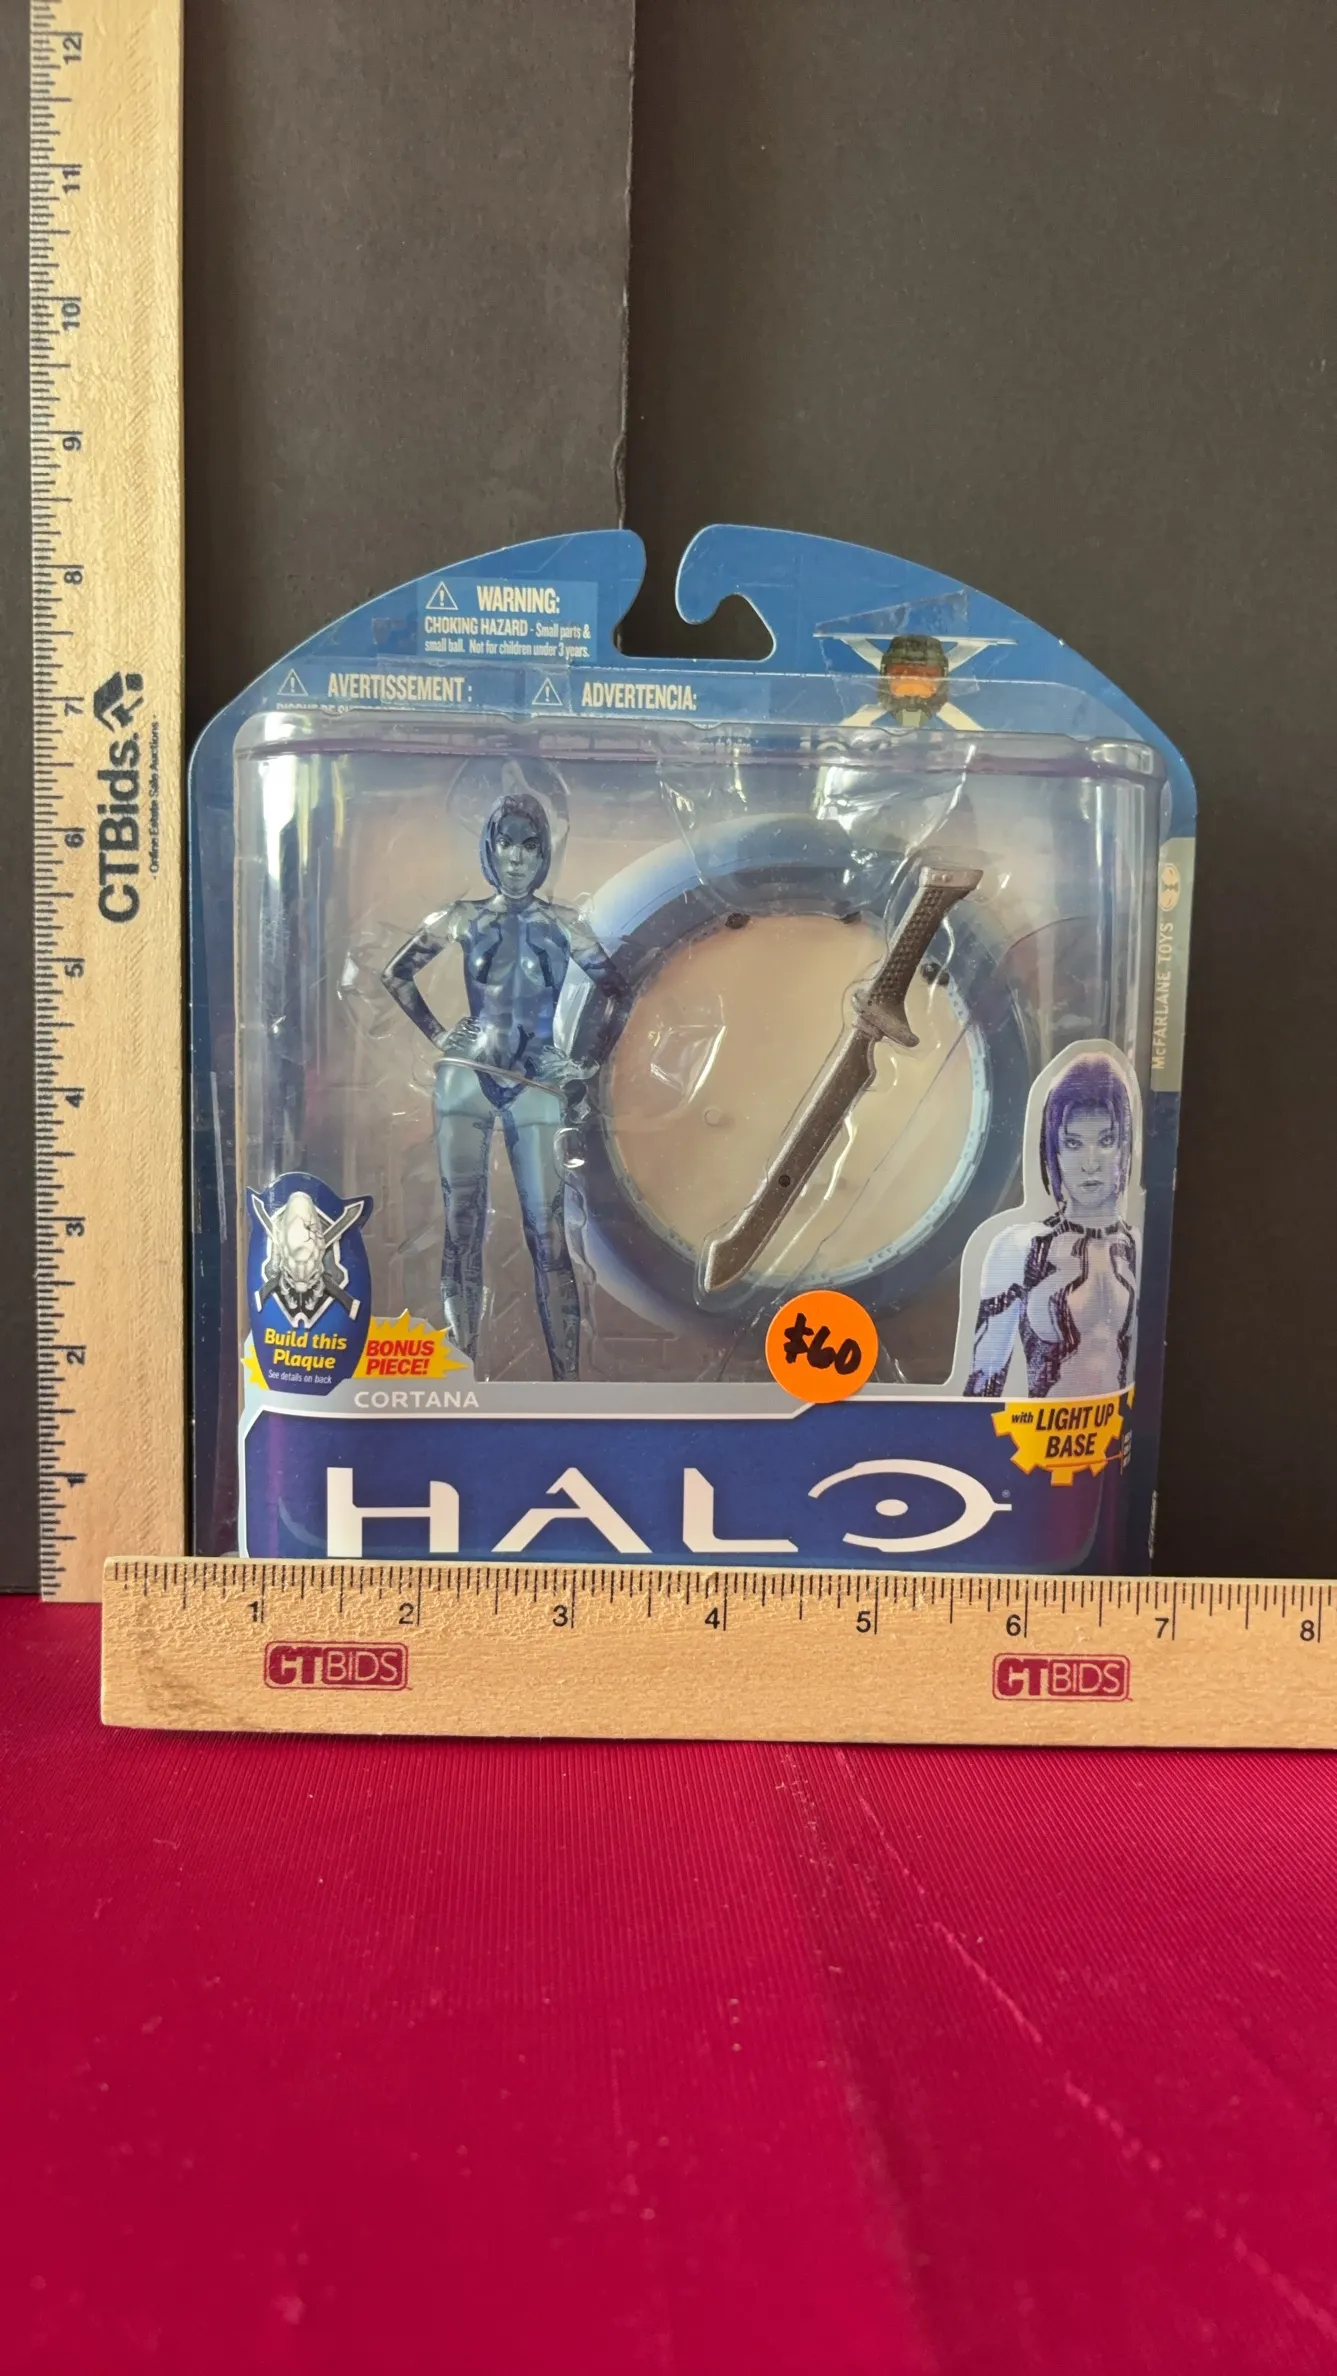 12
11
10
9
8
7
6
5
4
3
2
1
CTBids.
Online Estate Sale Auctions
WARNING:
CHOKING HAZARD - Small parts &
small ball. Not for children under 3 years.
AVERTISSEMENT:
ADVERTENCIA:
McFARLANE TOYS
Build this
Plaque
See details on back
BONUS
PIECE!
$60
CORTANA
with LIGHT UP
BASE
HALO
®
1 2 3 4 5 6 7 8
CTBIDS
CTBIDS